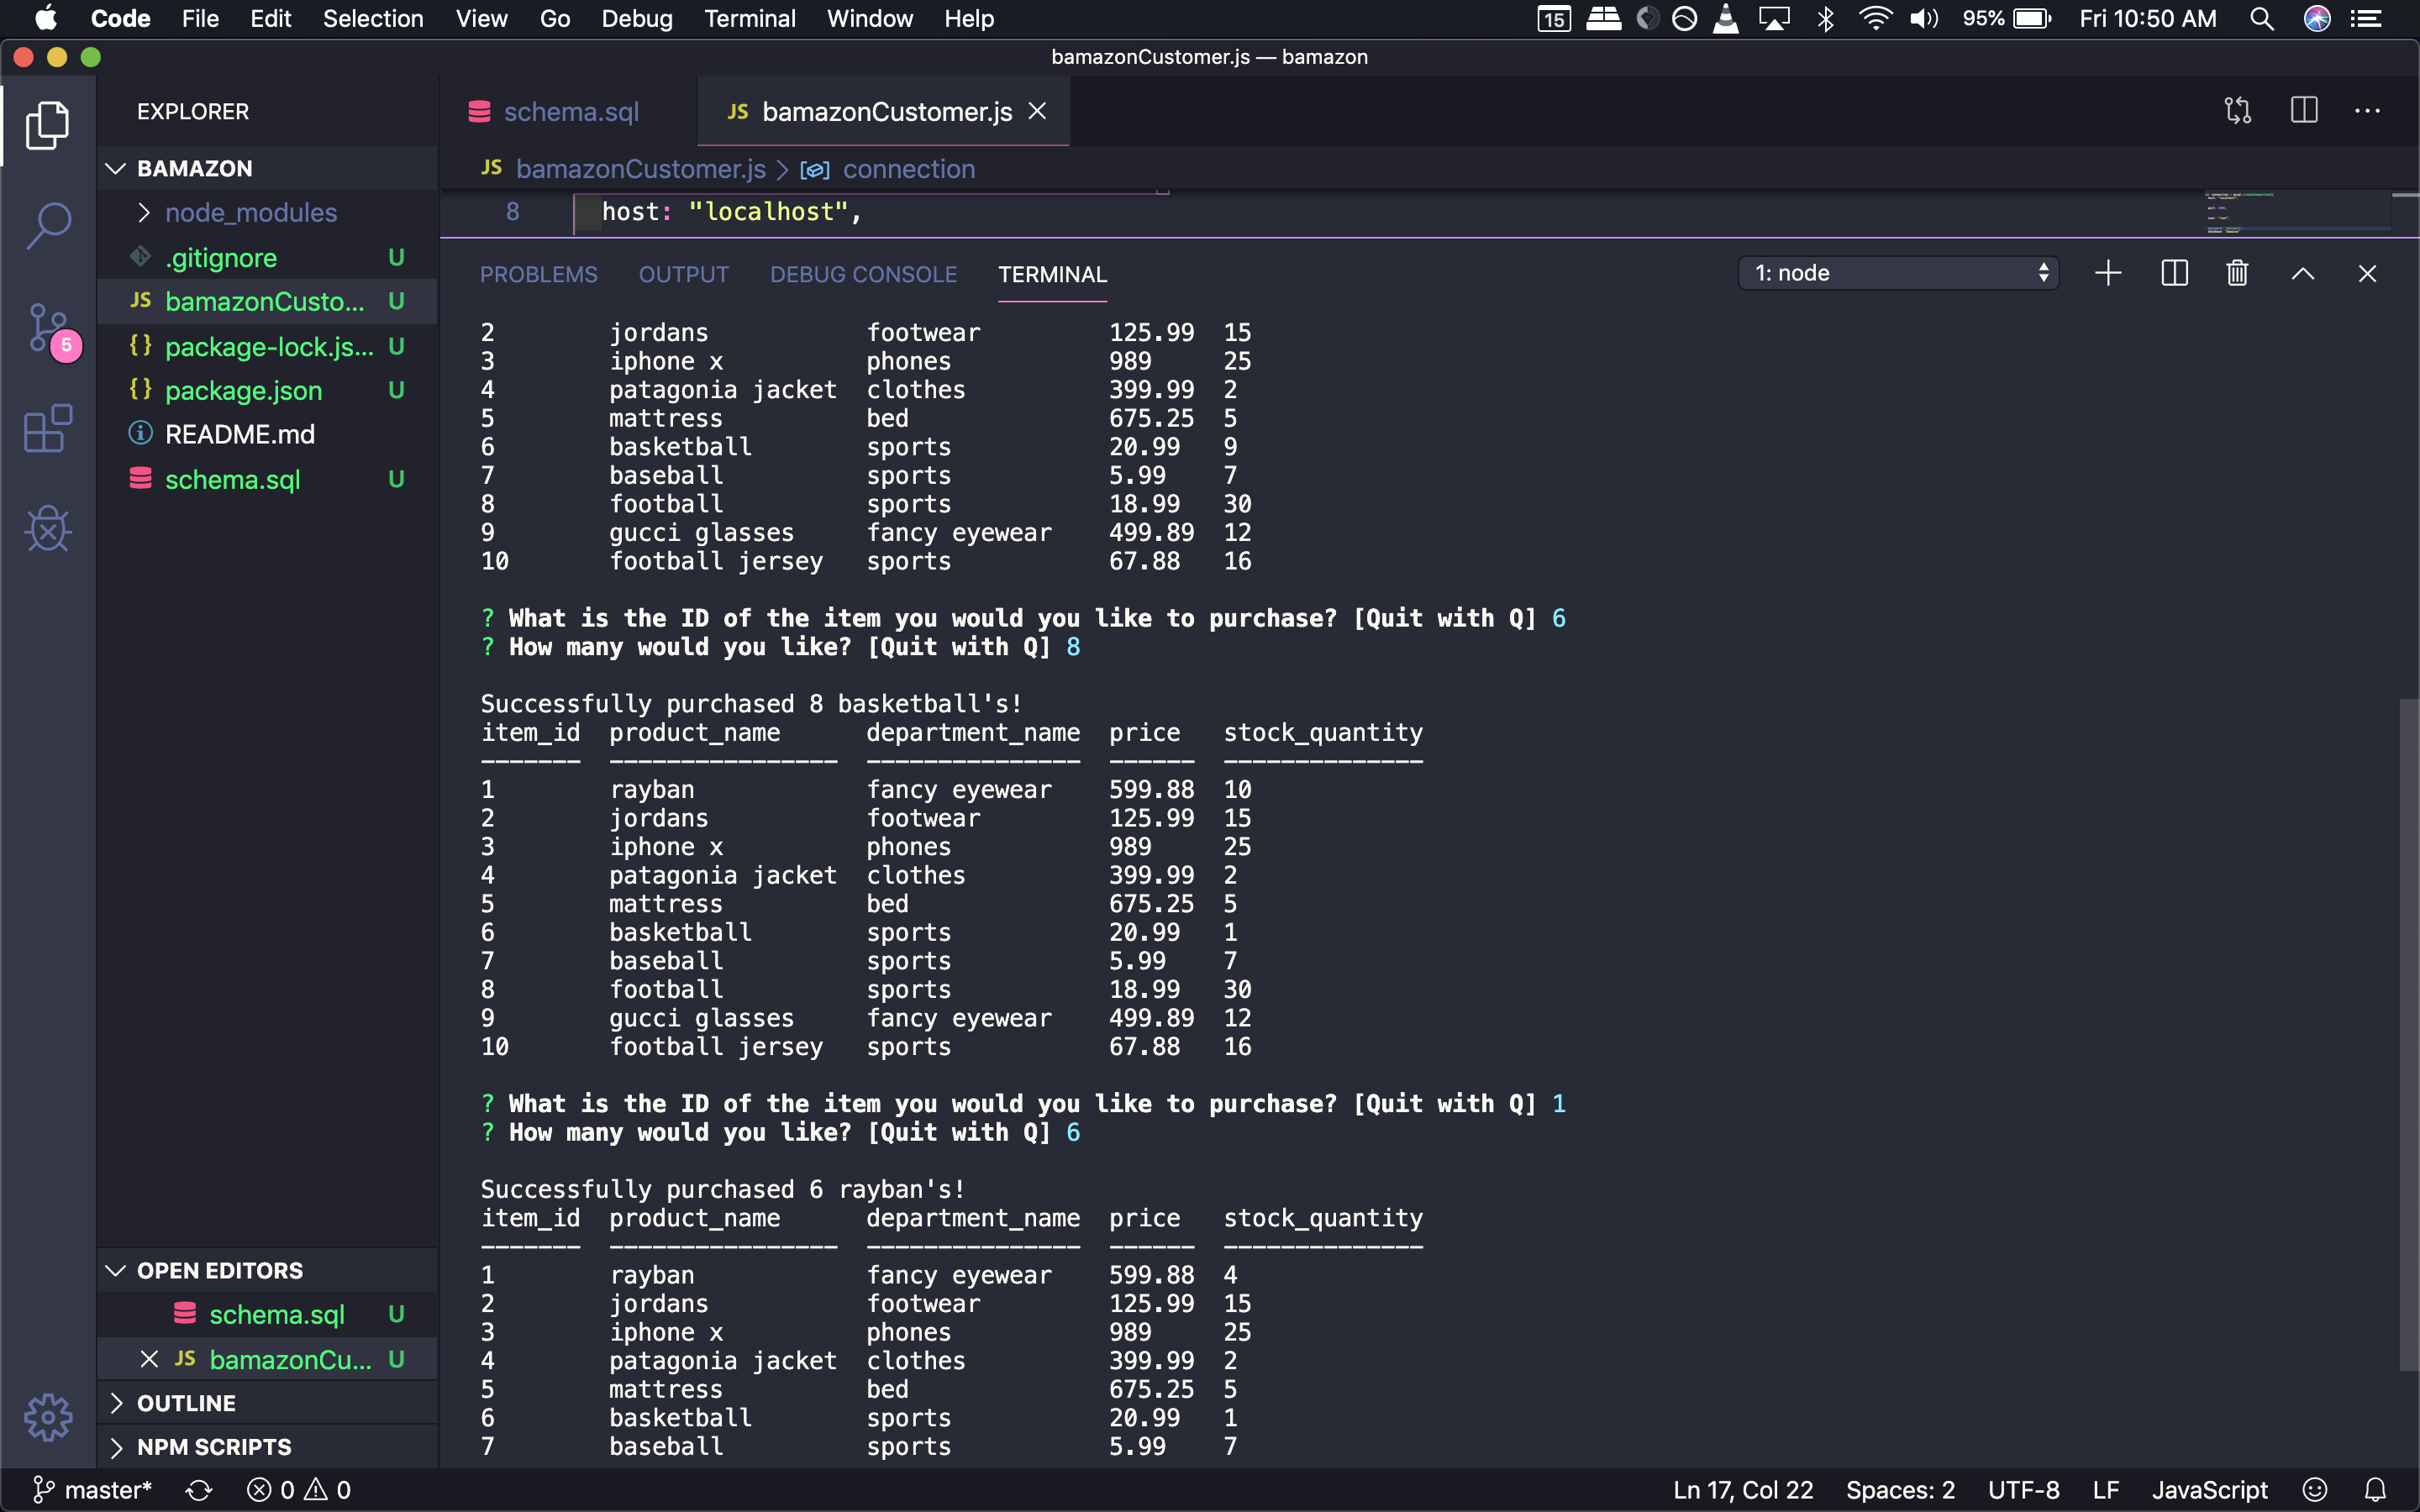 Code File Edit Selection View Go Debug Terminal Window Help 15 95% Fri 10:50 AM
bamazonCustomer.js — bamazon
EXPLORER
BAMAZON
node_modules
.gitignore U
JS bamazonCusto... U
{} package-lock.js... U
{} package.json U
README.md
schema.sql U
5
OPEN EDITORS
schema.sql U
JS bamazonCu... U
OUTLINE
NPM SCRIPTS
schema.sql JS bamazonCustomer.js
JS bamazonCustomer.js > connection
8 host: "localhost",
PROBLEMS OUTPUT DEBUG CONSOLE TERMINAL 1: node
2 jordans footwear 125.99 15
3 iphone x phones 989 25
4 patagonia jacket clothes 399.99 2
5 mattress bed 675.25 5
6 basketball sports 20.99 9
7 baseball sports 5.99 7
8 football sports 18.99 30
9 gucci glasses fancy eyewear 499.89 12
10 football jersey sports 67.88 16
? What is the ID of the item you would you like to purchase? [Quit with Q] 6
? How many would you like? [Quit with Q] 8
Successfully purchased 8 basketball's!
item_id product_name department_name price stock_quantity
------- ---------------- --------------- ------ --------------
1 rayban fancy eyewear 599.88 10
2 jordans footwear 125.99 15
3 iphone x phones 989 25
4 patagonia jacket clothes 399.99 2
5 mattress bed 675.25 5
6 basketball sports 20.99 1
7 baseball sports 5.99 7
8 football sports 18.99 30
9 gucci glasses fancy eyewear 499.89 12
10 football jersey sports 67.88 16
? What is the ID of the item you would you like to purchase? [Quit with Q] 1
? How many would you like? [Quit with Q] 6
Successfully purchased 6 rayban's!
item_id product_name department_name price stock_quantity
------- ---------------- --------------- ------ --------------
1 rayban fancy eyewear 599.88 4
2 jordans footwear 125.99 15
3 iphone x phones 989 25
4 patagonia jacket clothes 399.99 2
5 mattress bed 675.25 5
6 basketball sports 20.99 1
7 baseball sports 5.99 7
master* 0 0 Ln 17, Col 22 Spaces: 2 UTF-8 LF JavaScript